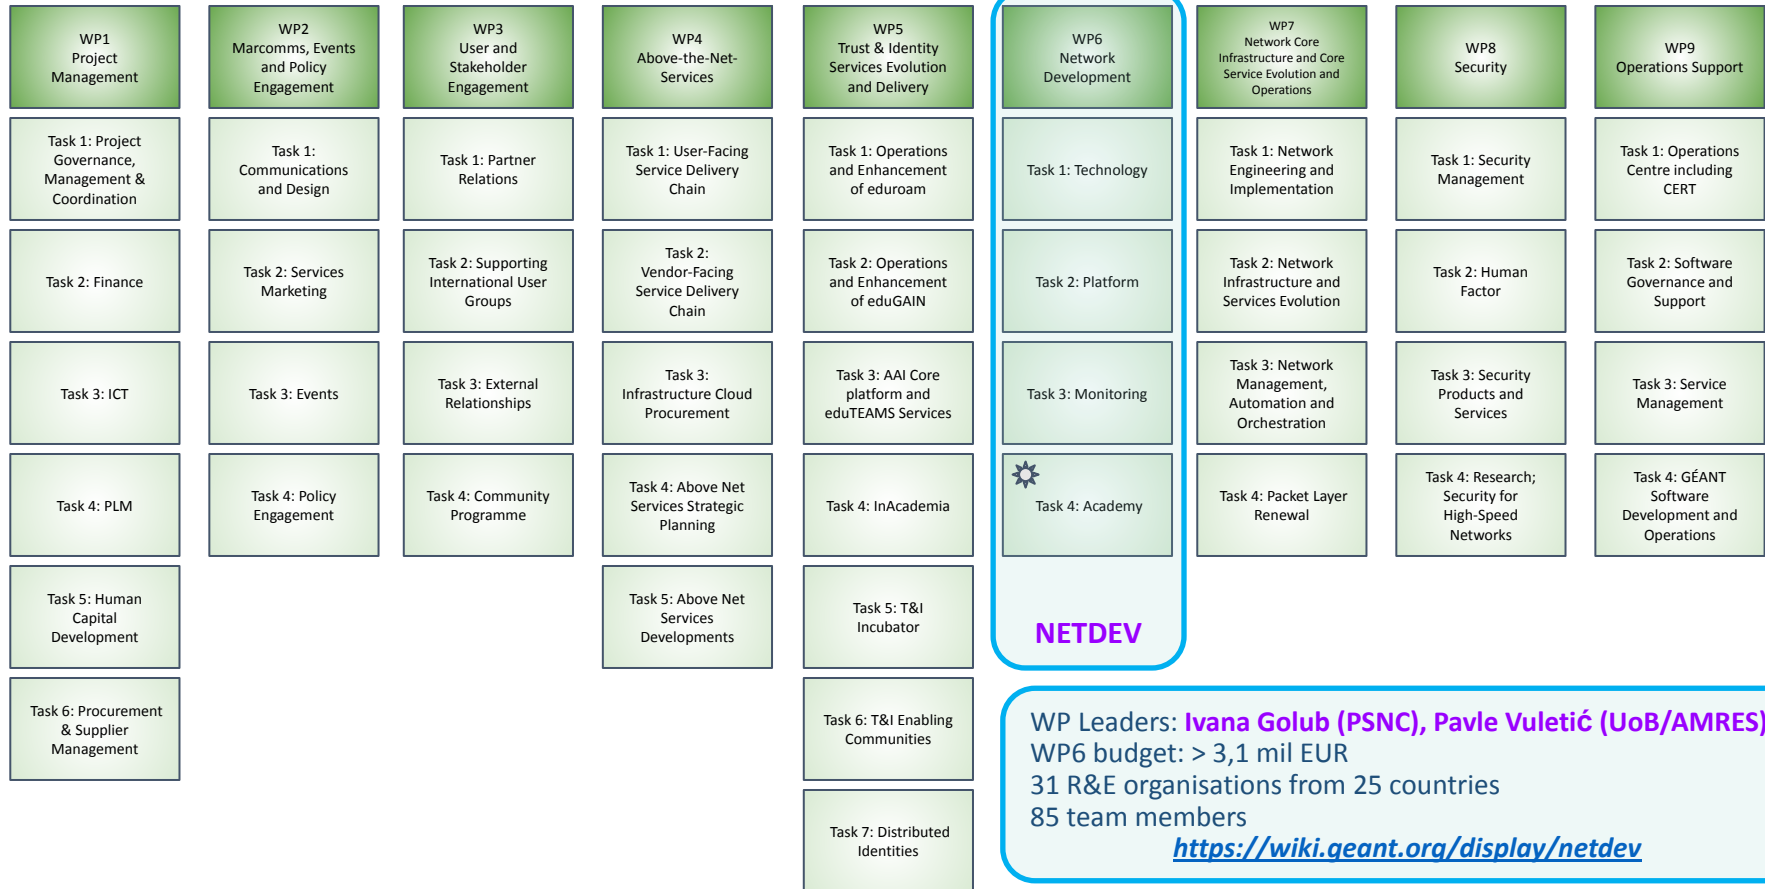 WP1
Project
Management
WP2
Marcomms, Events
and Policy
Engagement
WP3
User and
Stakeholder
Engagement
WP4
Above-the-Net-
Services
WP5
Trust & Identity
Services Evolution
and Delivery
WP6
Network
Development
WP7
Network Core
Infrastructure and Core
Service Evolution and
Operations
WP8
Security
WP9
Operations Support
Task 1: Project
Governance,
Management &
Coordination
Task 1:
Communications
and Design
Task 1: Partner
Relations
Task 1: User-Facing
Service Delivery
Chain
Task 1: Operations
and Enhancement
of eduroam
Task 1: Technology
Task 1: Network
Engineering and
Implementation
Task 1: Security
Management
Task 1: Operations
Centre including
CERT
Task 2: Finance
Task 2: Services
Marketing
Task 2: Supporting
International User
Groups
Task 2:
Vendor-Facing
Service Delivery
Chain
Task 2: Operations
and Enhancement
of eduGAIN
Task 2: Platform
Task 2: Network
Infrastructure and
Services Evolution
Task 2: Human
Factor
Task 2: Software
Governance and
Support
Task 3: ICT
Task 3: Events
Task 3: External
Relationships
Task 3:
Infrastructure Cloud
Procurement
Task 3: AAI Core
platform and
eduTEAMS Services
Task 3: Monitoring
Task 3: Network
Management,
Automation and
Orchestration
Task 3: Security
Products and
Services
Task 3: Service
Management
Task 4: PLM
Task 4: Policy
Engagement
Task 4: Community
Programme
Task 4: Above Net
Services Strategic
Planning
Task 4: InAcademia
Task 4: Academy
Task 4: Packet Layer
Renewal
Task 4: Research;
Security for
High-Speed
Networks
Task 4: GÉANT
Software
Development and
Operations
Task 5: Human
Capital
Development
Task 5: Above Net
Services
Developments
Task 5: T&I
Incubator
NETDEV
Task 6: Procurement
& Supplier
Management
Task 6: T&I Enabling
Communities
Task 7: Distributed
Identities
WP Leaders: Ivana Golub (PSNC), Pavle Vuletić (UoB/AMRES)
WP6 budget: > 3,1 mil EUR
31 R&E organisations from 25 countries
85 team members
https://wiki.geant.org/display/netdev